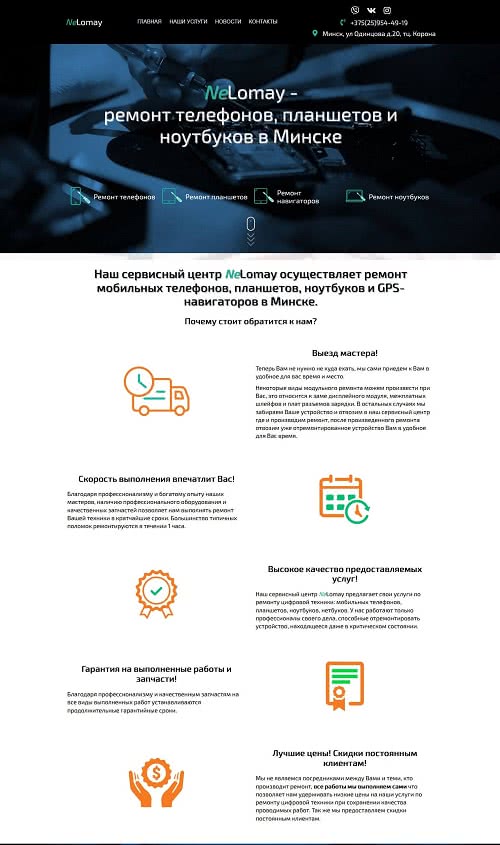 NeLomay
ГЛАВНАЯ НАШИ УСЛУГИ НОВОСТИ КОНТАКТЫ
+375(25)954-49-19
Минск, ул Одинцова д.20, тц. Корона
NeLomay -
ремонт телефонов, планшетов и
ноутбуков в Минске
Ремонт телефонов
Ремонт планшетов
Ремонт
навигаторов
Ремонт ноутбуков
Наш сервисный центр NeLomay осуществляет ремонт
мобильных телефонов, планшетов, ноутбуков и GPS-
навигаторов в Минске.
Почему стоит обратится к нам?
Выезд мастера!
Теперь Вам не нужно не куда ехать, мы сами приедем к Вам в
удобное для вас время и место.
Некоторые виды модульного ремонта можем произвести при
Вас, это относится к заме дисплейного модуля, межплатных
шлейфов и плат разъемов зарядки. В остальных случаях мы
забираем Ваше устройство и отвозим в наш сервисный центр
где и производим ремонт, после произведенного ремонта
отвозим уже отремонтированное устройство Вам в удобное
для Вас время.
Скорость выполнения впечатлит Вас!
Благодаря профессионализму и богатому опыту наших
мастеров, наличию профессионального оборудования и
качественных запчастей позволяет нам выполнять ремонт
Вашей техники в кратчайшие сроки. Большинство типичных
поломок ремонтируются в течении 1 часа.
Высокое качество предоставляемых
услуг!
Наш сервисный центр NeLomay предлагает свои услуги по
ремонту цифровой техники: мобильных телефонов,
планшетов, ноутбуков, нетбуков. У нас работают только
профессионалы своего дела, способные отремонтировать
устройство, находящееся даже в критическом состоянии.
Гарантия на выполненные работы и
запчасти!
Благодаря профессионализму и качественным запчастям на
все виды выполненных работ устанавливаются
продолжительные гарантийные сроки.
Лучшие цены! Скидки постоянным
клиентам!
Мы не являемся посредниками между Вами и теми, кто
производит ремонт, все работы мы выполняем сами что
позволяет нам удерживать низкие цены на наши услуги по
ремонту цифровой техники при сохранении качества
проводимых работ. Так же мы предоставляем скидки
постоянным клиентам.